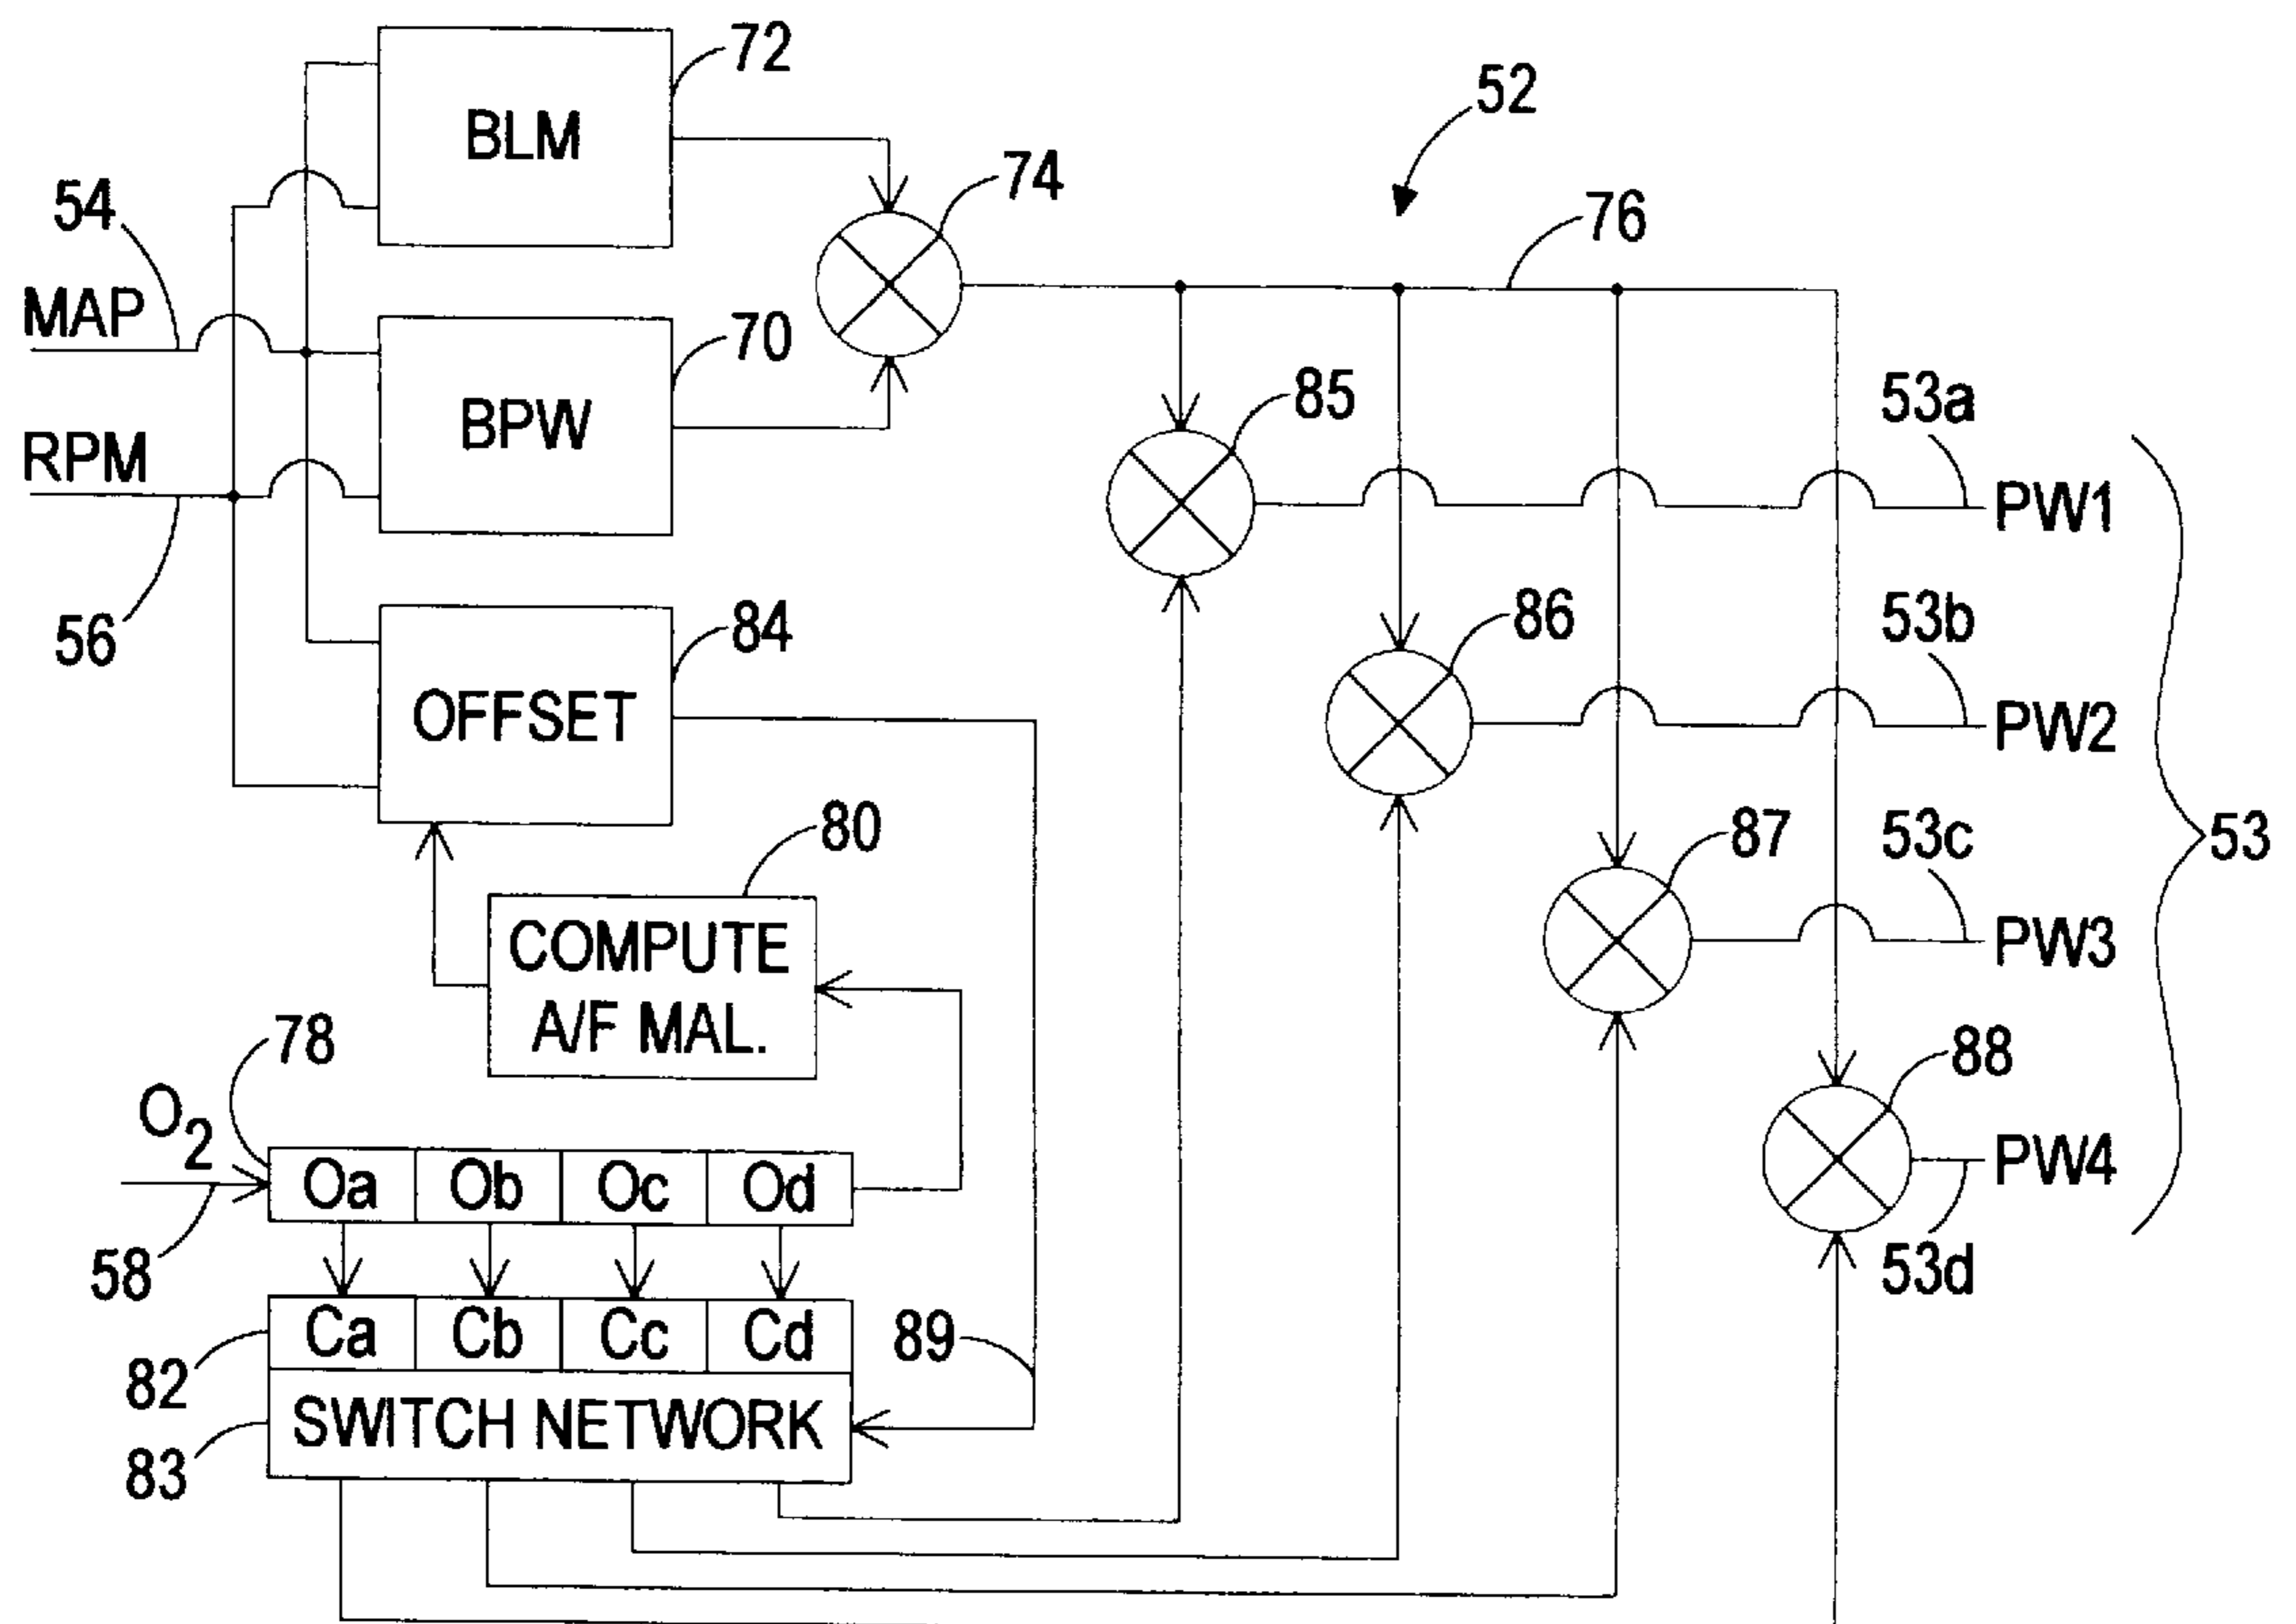 72
BLM
52
74
54
76
MAP
70
BPW
85
53a
RPM
PW1
56
84
86
53b
OFFSET
PW2
80
87
53c
53
COMPUTE
A/F MAL.
PW3
78
88
O2
Oa Ob Oc Od
PW4
58
53d
Ca Cb Cc Cd
89
82
SWITCH NETWORK
83